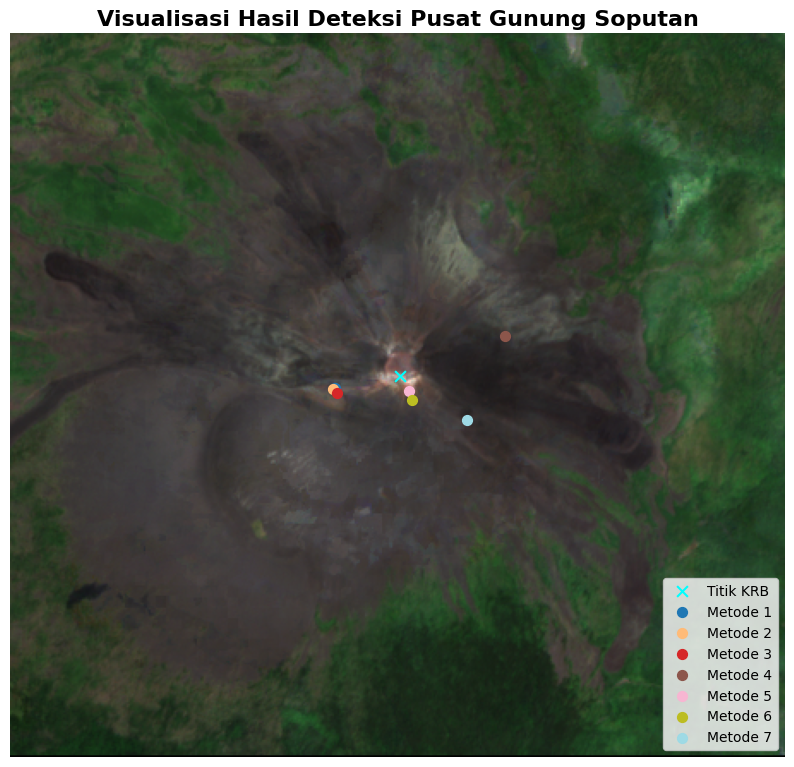 Visualisasi Hasil Deteksi Pusat Gunung Soputan
Titik KRB
Metode 1
Metode 2
Metode 3
Metode 4
Metode 5
Metode 6
Metode 7